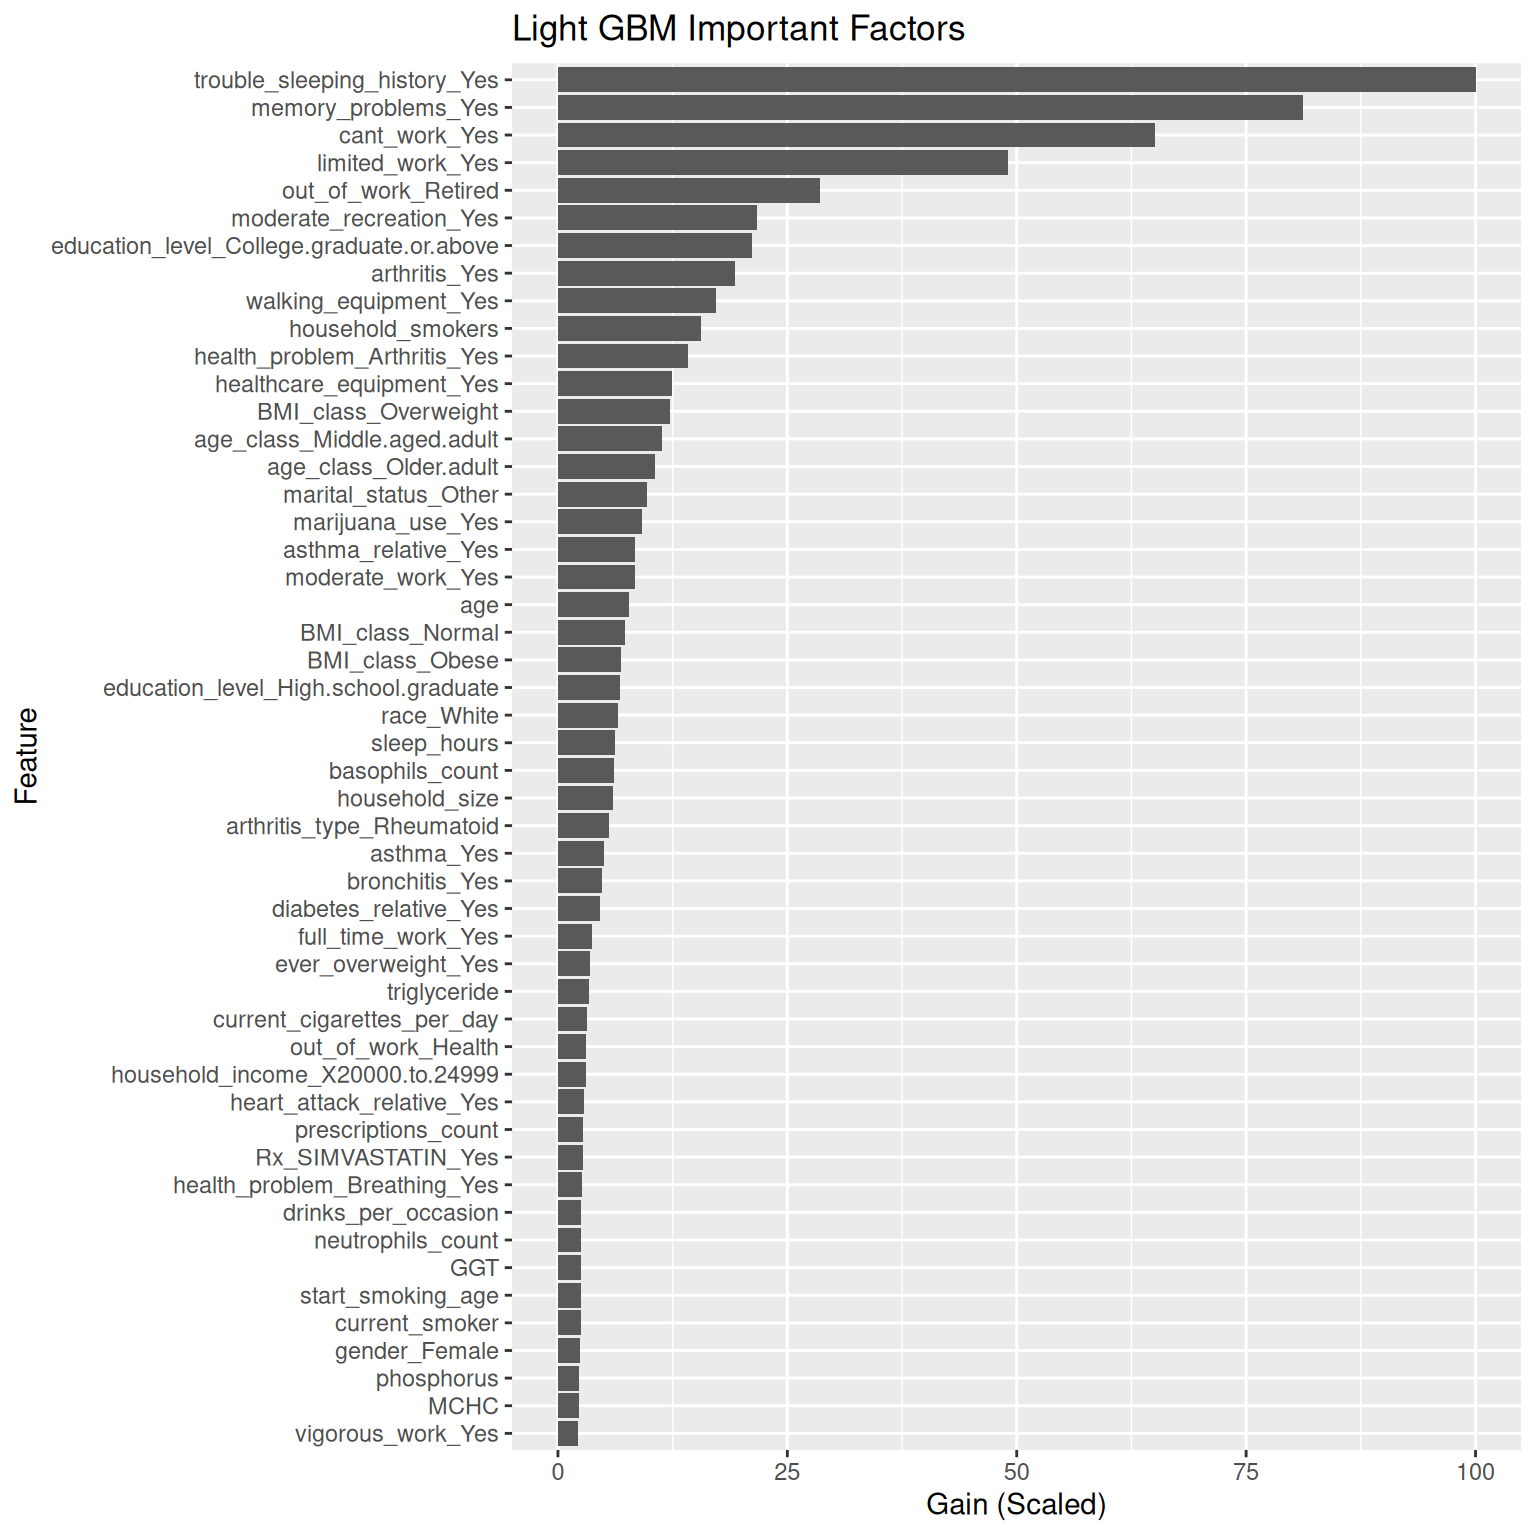 Light GBM Important Factors
trouble_sleeping_history_Yes
memory_problems_Yes
cant_work_Yes
limited_work_Yes
out_of_work_Retired
moderate_recreation_Yes
education_level_College.graduate.or.above
arthritis_Yes
walking_equipment_Yes
household_smokers
health_problem_Arthritis_Yes
healthcare_equipment_Yes
BMI_class_Overweight
age_class_Middle.aged.adult
age_class_Older.adult
marital_status_Other
marijuana_use_Yes
asthma_relative_Yes
moderate_work_Yes
age
BMI_class_Normal
BMI_class_Obese
education_level_High.school.graduate
race_White
sleep_hours
basophils_count
household_size
arthritis_type_Rheumatoid
asthma_Yes
bronchitis_Yes
diabetes_relative_Yes
full_time_work_Yes
ever_overweight_Yes
triglyceride
current_cigarettes_per_day
out_of_work_Health
household_income_X20000.to.24999
heart_attack_relative_Yes
prescriptions_count
Rx_SIMVASTATIN_Yes
health_problem_Breathing_Yes
drinks_per_occasion
neutrophils_count
GGT
start_smoking_age
current_smoker
gender_Female
phosphorus
MCHC
vigorous_work_Yes
Feature
0 25 50 75 100
Gain (Scaled)